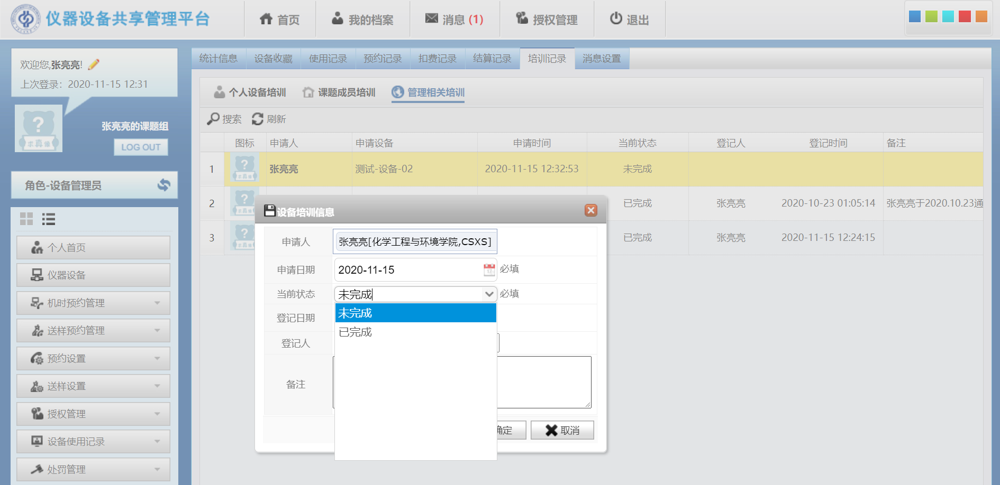 仪器设备共享管理平台
首页
我的档案
消息 (1)
授权管理
退出
欢迎您,张亮亮!
上次登录：2020-11-15 12:31
?
求真像
张亮亮的课题组
LOG OUT
角色-设备管理员
个人首页
仪器设备
机时预约管理
送样预约管理
预约设置
送样设置
授权管理
设备使用记录
处罚管理
统计信息 设备收藏 使用记录 预约记录 扣费记录 结算记录 培训记录 消息设置
个人设备培训 课题成员培训 管理相关培训
搜索 刷新
图标 申请人 申请设备 申请时间 当前状态 登记人 登记时间 备注
1 张亮亮 测试-设备-02 2020-11-15 12:32:53 未完成
2 已完成 张亮亮 2020-10-23 01:05:14 张亮亮于2020.10.23通
3 已完成 张亮亮 2020-11-15 12:24:15
设备培训信息
申请人 张亮亮[化学工程与环境学院,CSXS]
申请日期 2020-11-15 必填
当前状态 未完成 必填
未完成
已完成
登记日期
登记人
备注
确定 取消